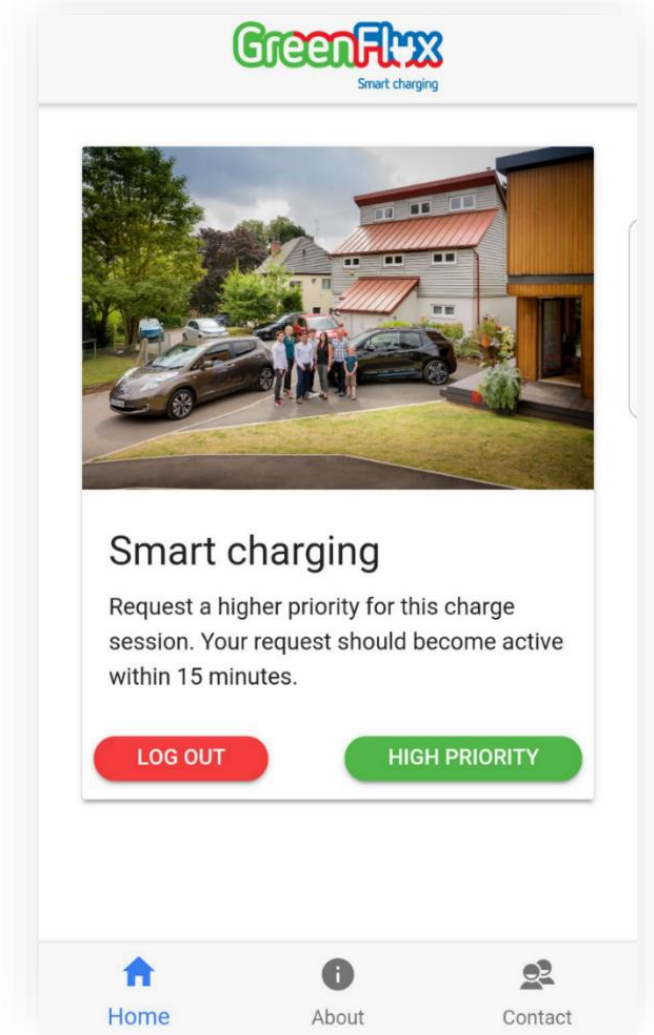 GreenFlux
Smart charging
Smart charging
Request a higher priority for this charge
session. Your request should become active
within 15 minutes.
LOG OUT
HIGH PRIORITY
Home
About
Contact